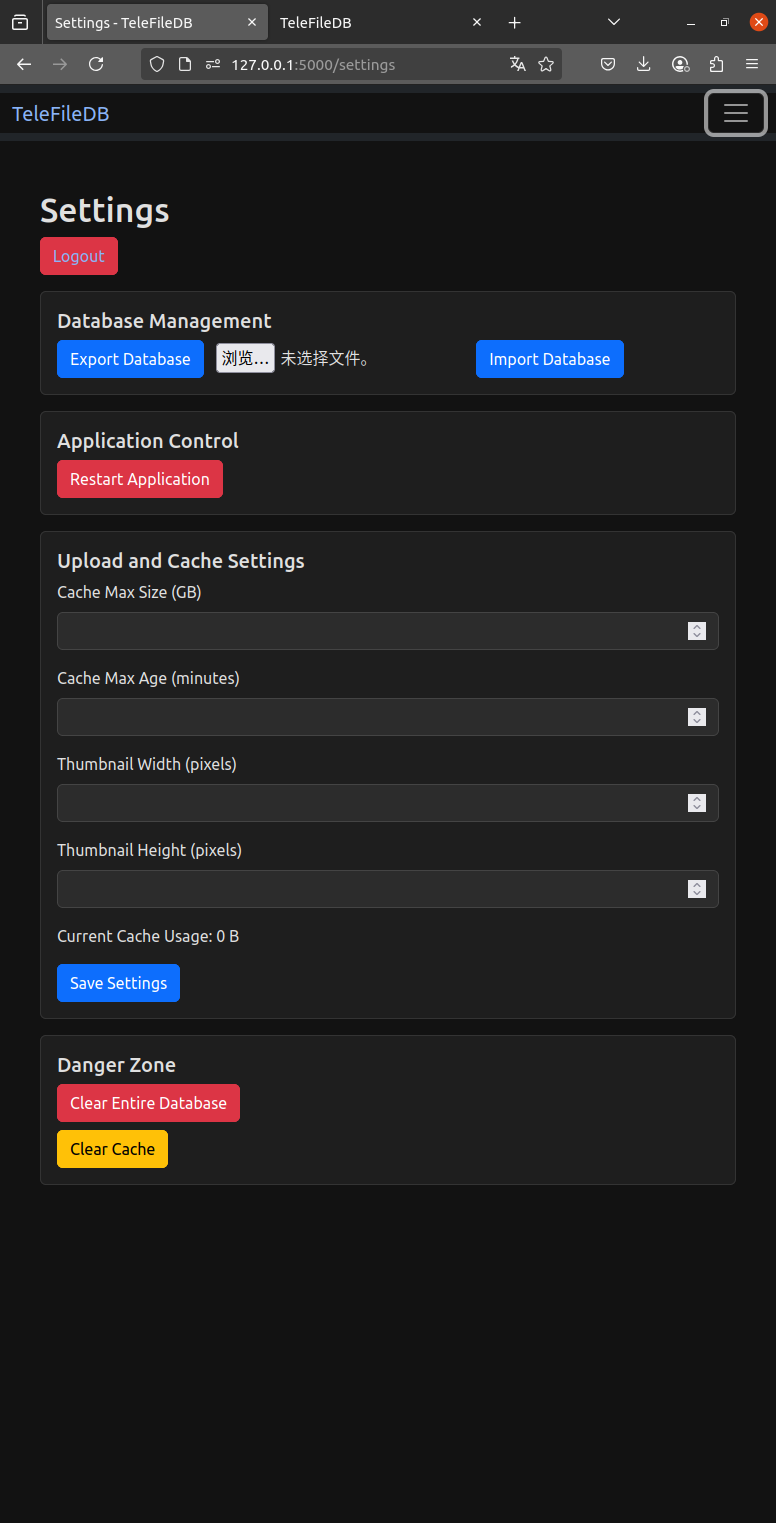 Settings - TeleFileDB
TeleFileDB
127.0.0.1:5000/settings
TeleFileDB
Settings
Logout
Database Management
Export Database 浏览… 未选择文件。 Import Database
Application Control
Restart Application
Upload and Cache Settings
Cache Max Size (GB)
Cache Max Age (minutes)
Thumbnail Width (pixels)
Thumbnail Height (pixels)
Current Cache Usage: 0 B
Save Settings
Danger Zone
Clear Entire Database
Clear Cache